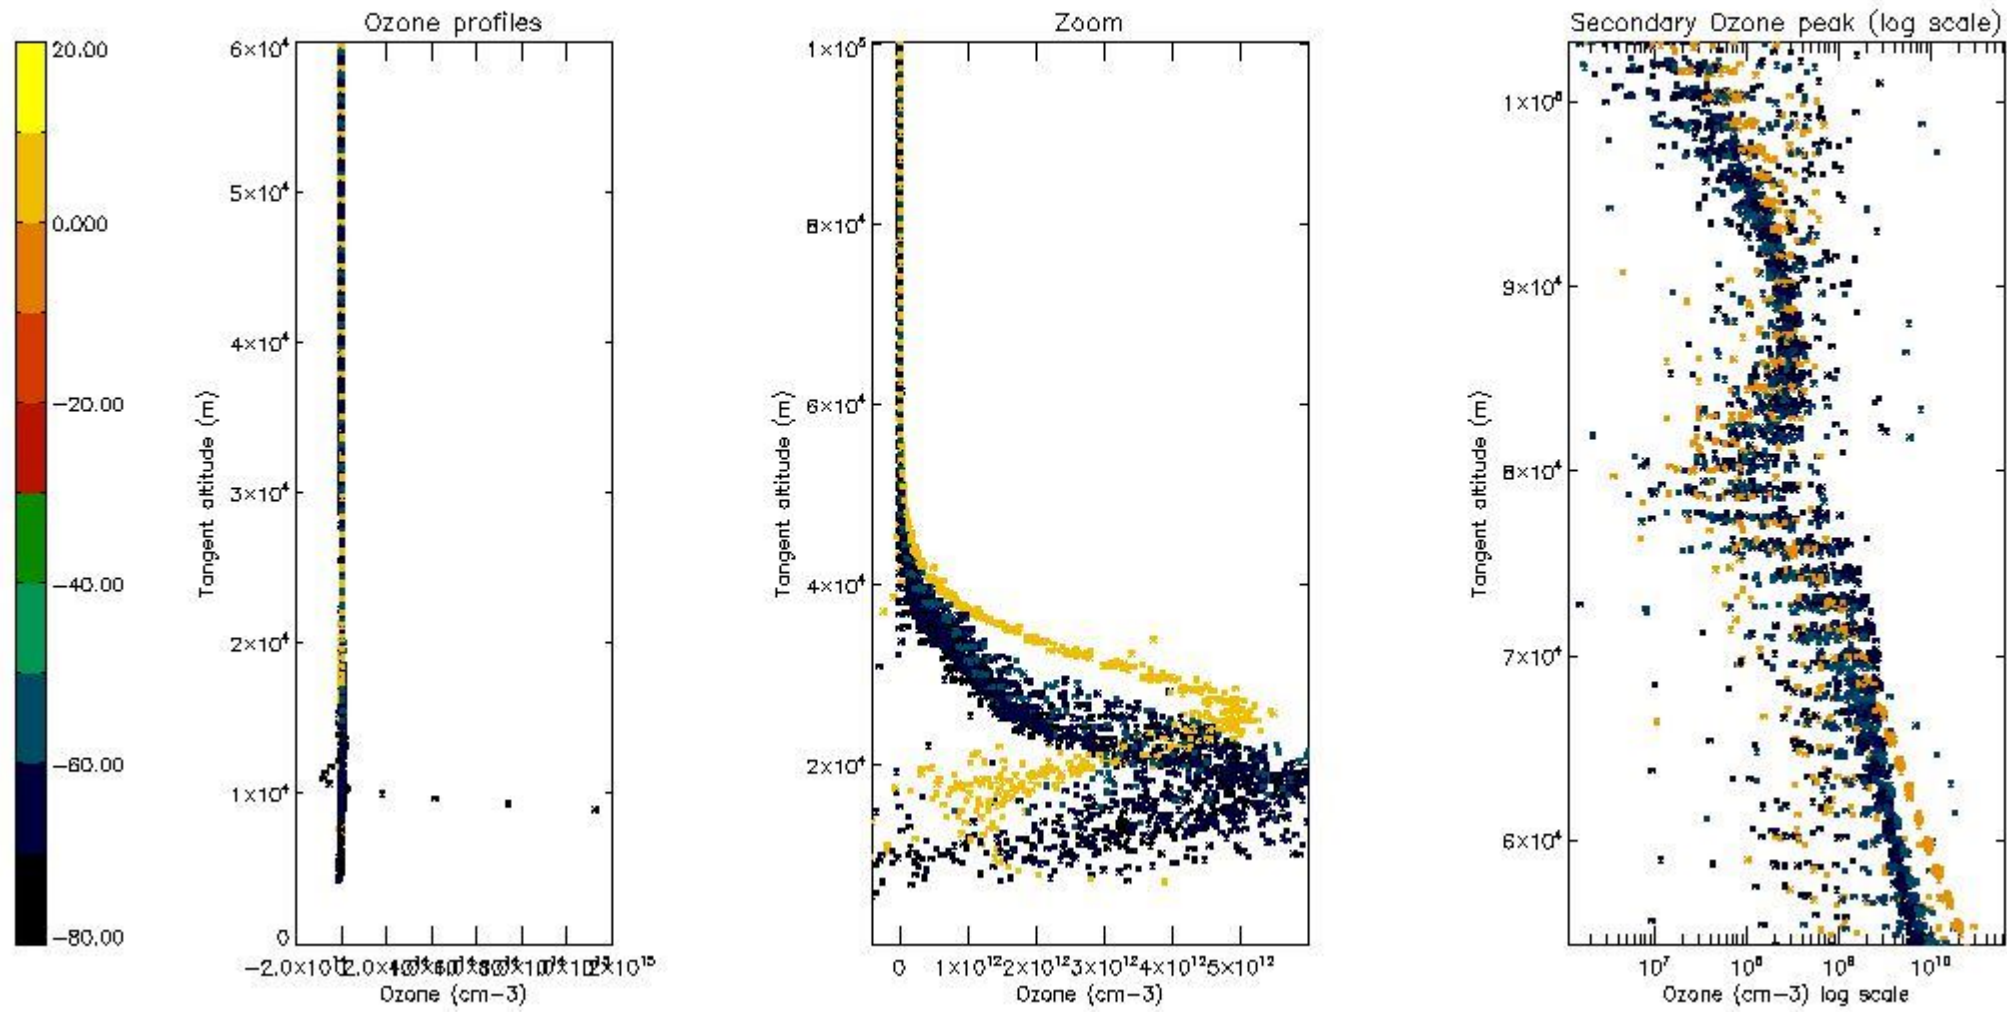 Ozone profiles
Zoom
Secondary Ozone peak (log scale)
20.00
0.000
−20.00
−40.00
−60.00
−80.00
6×10⁴
5×10⁴
4×10⁴
3×10⁴
2×10⁴
1×10⁴
0
Tangent altitude (m)
Ozone (cm−3)
1×10⁵
8×10⁴
6×10⁴
4×10⁴
2×10⁴
Tangent altitude (m)
0 1×10¹² 2×10¹² 3×10¹² 4×10¹² 5×10¹²
Ozone (cm−3)
1×10⁵
9×10⁴
8×10⁴
7×10⁴
6×10⁴
Tangent altitude (m)
10⁷ 10⁸ 10⁹ 10¹⁰
Ozone (cm−3) log scale